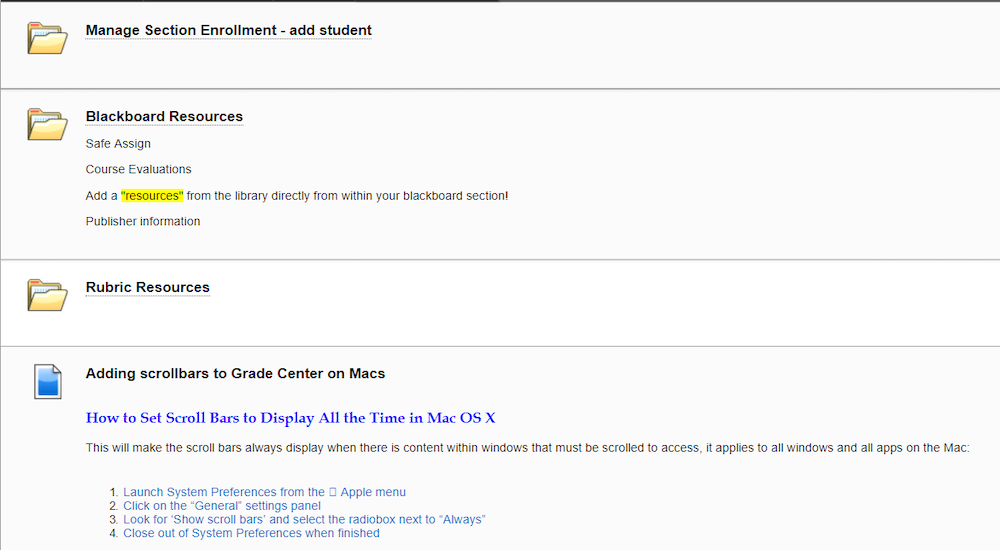 Manage Section Enrollment - add student
Blackboard Resources
Safe Assign
Course Evaluations
Add a "resources" from the library directly from within your blackboard section!
Publisher information
Rubric Resources
Adding scrollbars to Grade Center on Macs
How to Set Scroll Bars to Display All the Time in Mac OS X
This will make the scroll bars always display when there is content within windows that must be scrolled to access, it applies to all windows and all apps on the Mac:
1. Launch System Preferences from the  Apple menu
2. Click on the “General” settings panel
3. Look for ‘Show scroll bars’ and select the radiobox next to “Always”
4. Close out of System Preferences when finished